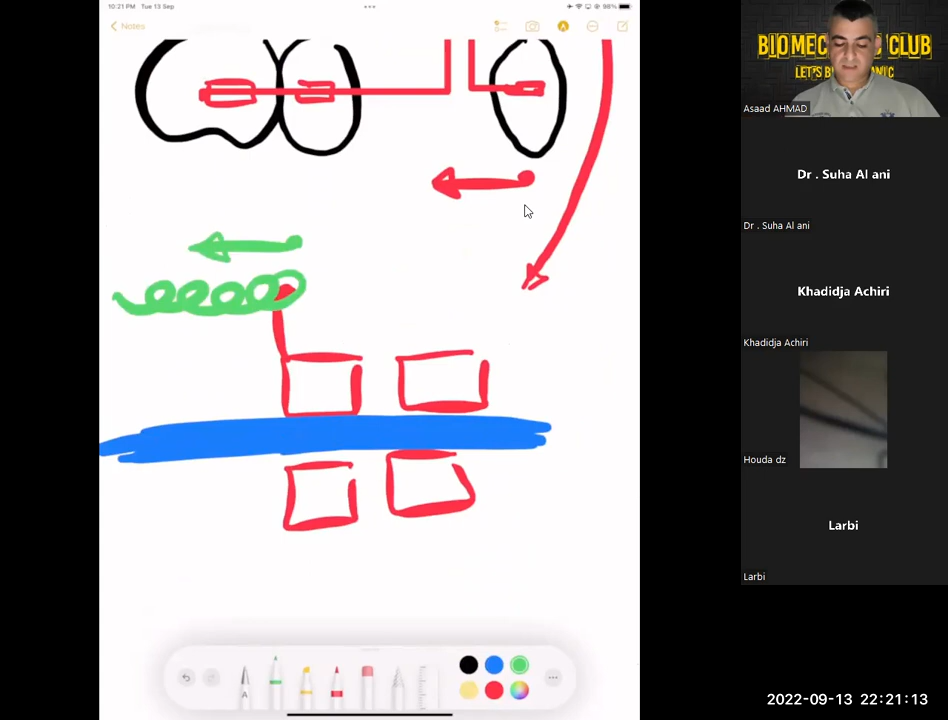 10:21 PM Tue 13 Sep
98%
Notes
BIOMEC CLUB
LET'S B ONIC
Asaad AHMAD
Dr . Suha Al ani
Dr . Suha Al ani
Khadidja Achiri
Khadidja Achiri
Houda dz
Larbi
Larbi
A
2022-09-13 22:21:13